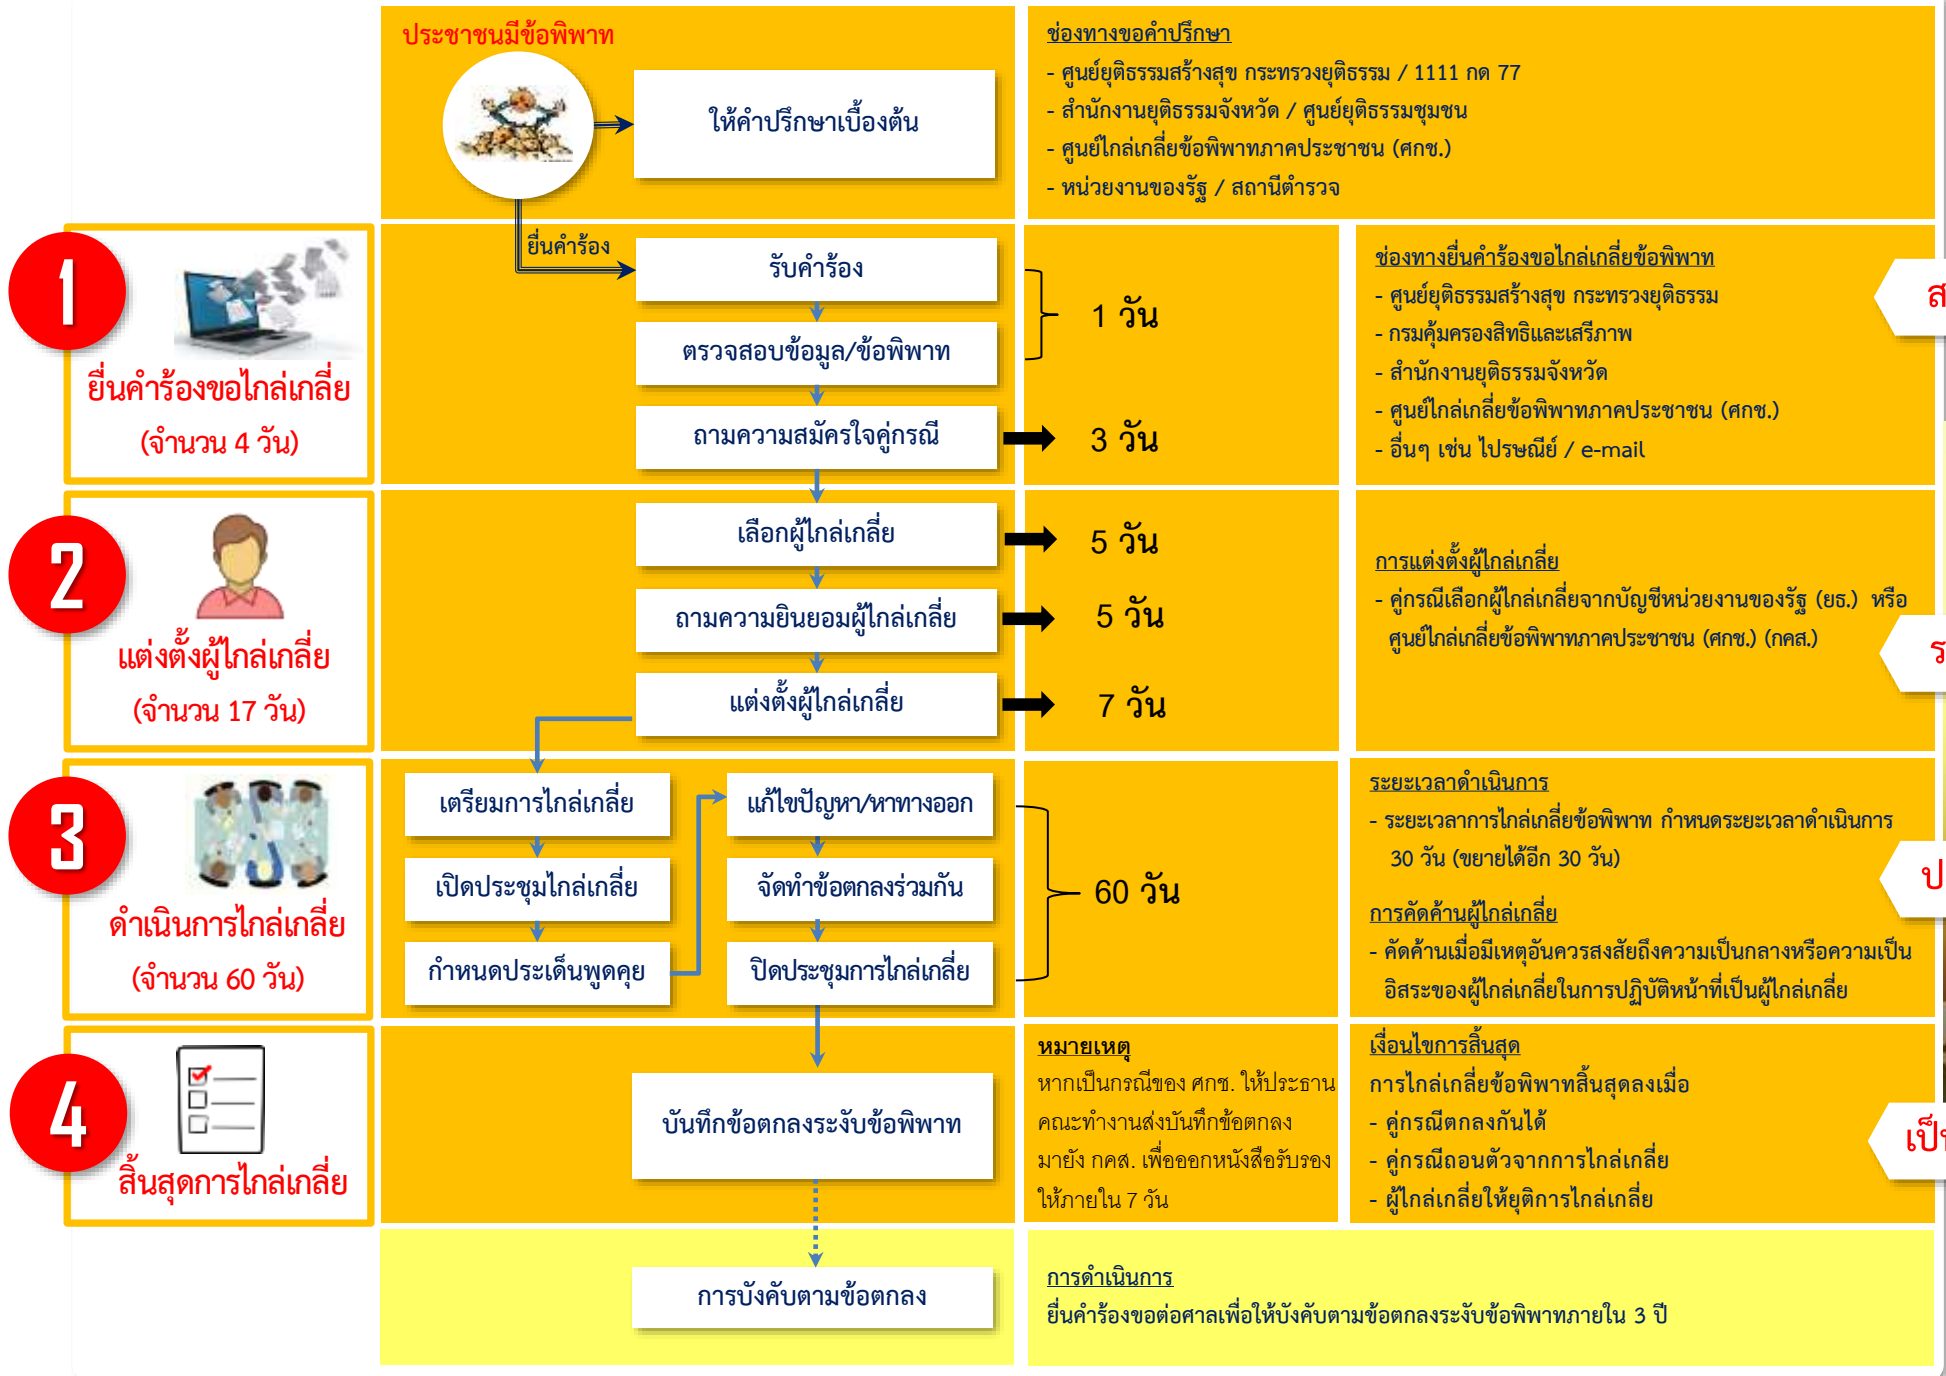 ประชาชนมีข้อพิพาท
ให้คำปรึกษาเบื้องต้น
ช่องทางขอคำปรึกษา
- ศูนย์ยุติธรรมสร้างสุข กระทรวงยุติธรรม / 1111 กด 77
- สำนักงานยุติธรรมจังหวัด / ศูนย์ยุติธรรมชุมชน
- ศูนย์ไกล่เกลี่ยข้อพิพาทภาคประชาชน (ศกช.)
- หน่วยงานของรัฐ / สถานีตำรวจ
1
ยื่นคำร้องขอไกล่เกลี่ย
(จำนวน 4 วัน)
ยื่นคำร้อง
รับคำร้อง
ตรวจสอบข้อมูล/ข้อพิพาท
ถามความสมัครใจคู่กรณี
1 วัน
3 วัน
ช่องทางยื่นคำร้องขอไกล่เกลี่ยข้อพิพาท
- ศูนย์ยุติธรรมสร้างสุข กระทรวงยุติธรรม
- กรมคุ้มครองสิทธิและเสรีภาพ
- สำนักงานยุติธรรมจังหวัด
- ศูนย์ไกล่เกลี่ยข้อพิพาทภาคประชาชน (ศกช.)
- อื่นๆ เช่น ไปรษณีย์ / e-mail
2
แต่งตั้งผู้ไกล่เกลี่ย
(จำนวน 17 วัน)
เลือกผู้ไกล่เกลี่ย
ถามความยินยอมผู้ไกล่เกลี่ย
แต่งตั้งผู้ไกล่เกลี่ย
5 วัน
5 วัน
7 วัน
การแต่งตั้งผู้ไกล่เกลี่ย
- คู่กรณีเลือกผู้ไกล่เกลี่ยจากบัญชีหน่วยงานของรัฐ (ยธ.) หรือ
ศูนย์ไกล่เกลี่ยข้อพิพาทภาคประชาชน (ศกช.) (กคส.)
3
ดำเนินการไกล่เกลี่ย
(จำนวน 60 วัน)
เตรียมการไกล่เกลี่ย
เปิดประชุมไกล่เกลี่ย
กำหนดประเด็นพูดคุย
แก้ไขปัญหา/หาทางออก
จัดทำข้อตกลงร่วมกัน
ปิดประชุมการไกล่เกลี่ย
60 วัน
ระยะเวลาดำเนินการ
- ระยะเวลาการไกล่เกลี่ยข้อพิพาท กำหนดระยะเวลาดำเนินการ
30 วัน (ขยายได้อีก 30 วัน)
การคัดค้านผู้ไกล่เกลี่ย
- คัดค้านเมื่อมีเหตุอันควรสงสัยถึงความเป็นกลางหรือความเป็น
อิสระของผู้ไกล่เกลี่ยในการปฏิบัติหน้าที่เป็นผู้ไกล่เกลี่ย
4
สิ้นสุดการไกล่เกลี่ย
บันทึกข้อตกลงระงับข้อพิพาท
หมายเหตุ
หากเป็นกรณีของ ศกช. ให้ประธาน
คณะทำงานส่งบันทึกข้อตกลง
มายัง กคส. เพื่อออกหนังสือรับรอง
ให้ภายใน 7 วัน
เงื่อนไขการสิ้นสุด
การไกล่เกลี่ยข้อพิพาทสิ้นสุดลงเมื่อ
- คู่กรณีตกลงกันได้
- คู่กรณีถอนตัวจากการไกล่เกลี่ย
- ผู้ไกล่เกลี่ยให้ยุติการไกล่เกลี่ย
การบังคับตามข้อตกลง
การดำเนินการ
ยื่นคำร้องขอต่อศาลเพื่อให้บังคับตามข้อตกลงระงับข้อพิพาทภายใน 3 ปี